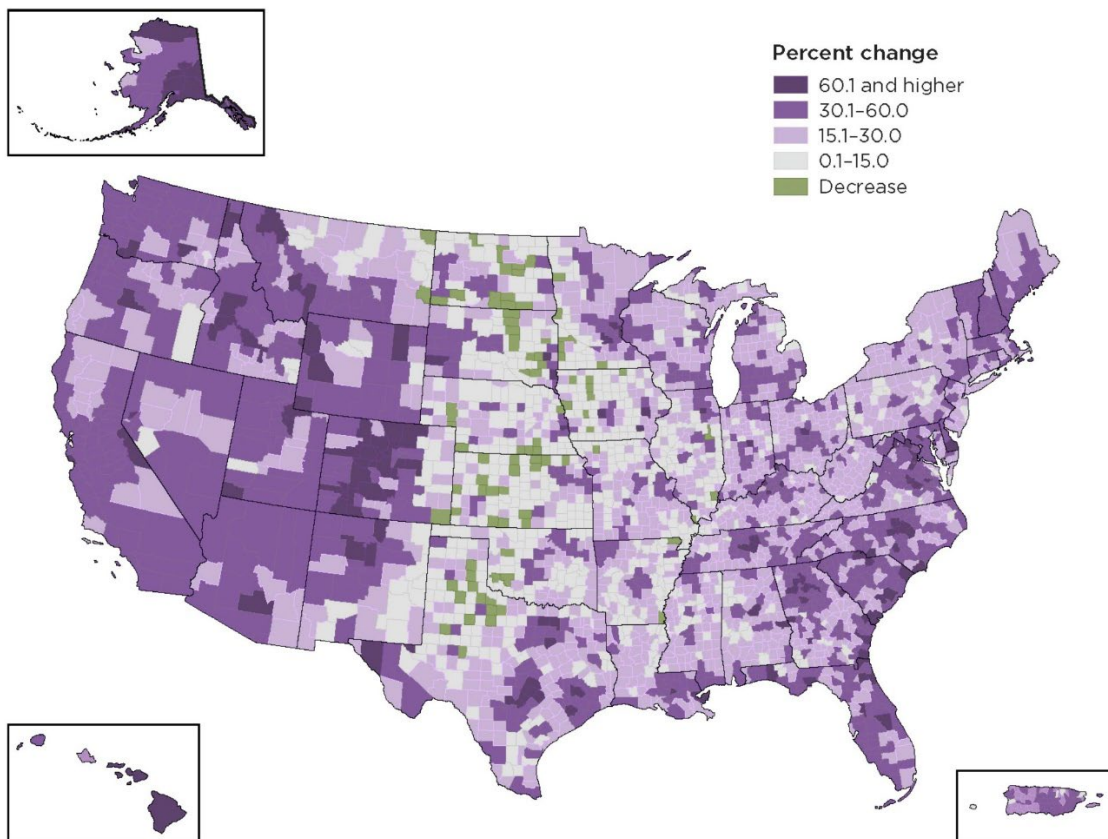 Percent change
60.1 and higher
30.1–60.0
15.1–30.0
0.1–15.0
Decrease